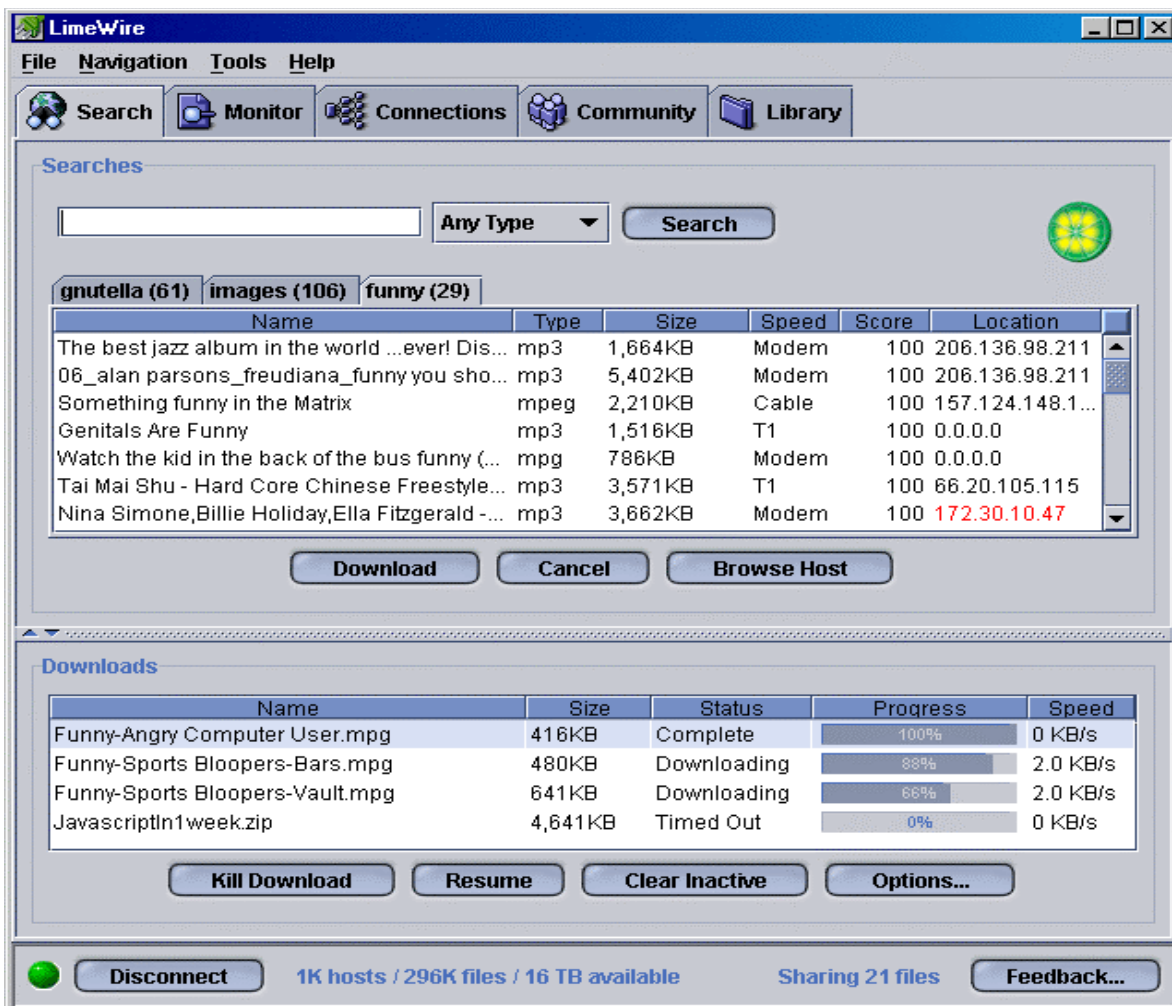 LimeWire
File Navigation Tools Help
Search Monitor Connections Community Library
Searches
Any Type Search
gnutella (61) images (106) funny (29)
Name Type Size Speed Score Location
The best jazz album in the world ...ever! Dis... mp3 1,664KB Modem 100 206.136.98.211
06_alan parsons_freudiana_funny you sho... mp3 5,402KB Modem 100 206.136.98.211
Something funny in the Matrix mpeg 2,210KB Cable 100 157.124.148.1...
Genitals Are Funny mp3 1,516KB T1 100 0.0.0.0
Watch the kid in the back of the bus funny (... mpg 786KB Modem 100 0.0.0.0
Tai Mai Shu - Hard Core Chinese Freestyle... mp3 3,571KB T1 100 66.20.105.115
Nina Simone,Billie Holiday,Ella Fitzgerald -... mp3 3,662KB Modem 100 172.30.10.47
Download Cancel Browse Host
Downloads
Name Size Status Progress Speed
Funny-Angry Computer User.mpg 416KB Complete 100% 0 KB/s
Funny-Sports Bloopers-Bars.mpg 480KB Downloading 88% 2.0 KB/s
Funny-Sports Bloopers-Vault.mpg 641KB Downloading 66% 2.0 KB/s
JavascriptIn1week.zip 4,641KB Timed Out 0% 0 KB/s
Kill Download Resume Clear Inactive Options...
Disconnect 1K hosts / 296K files / 16 TB available Sharing 21 files Feedback...